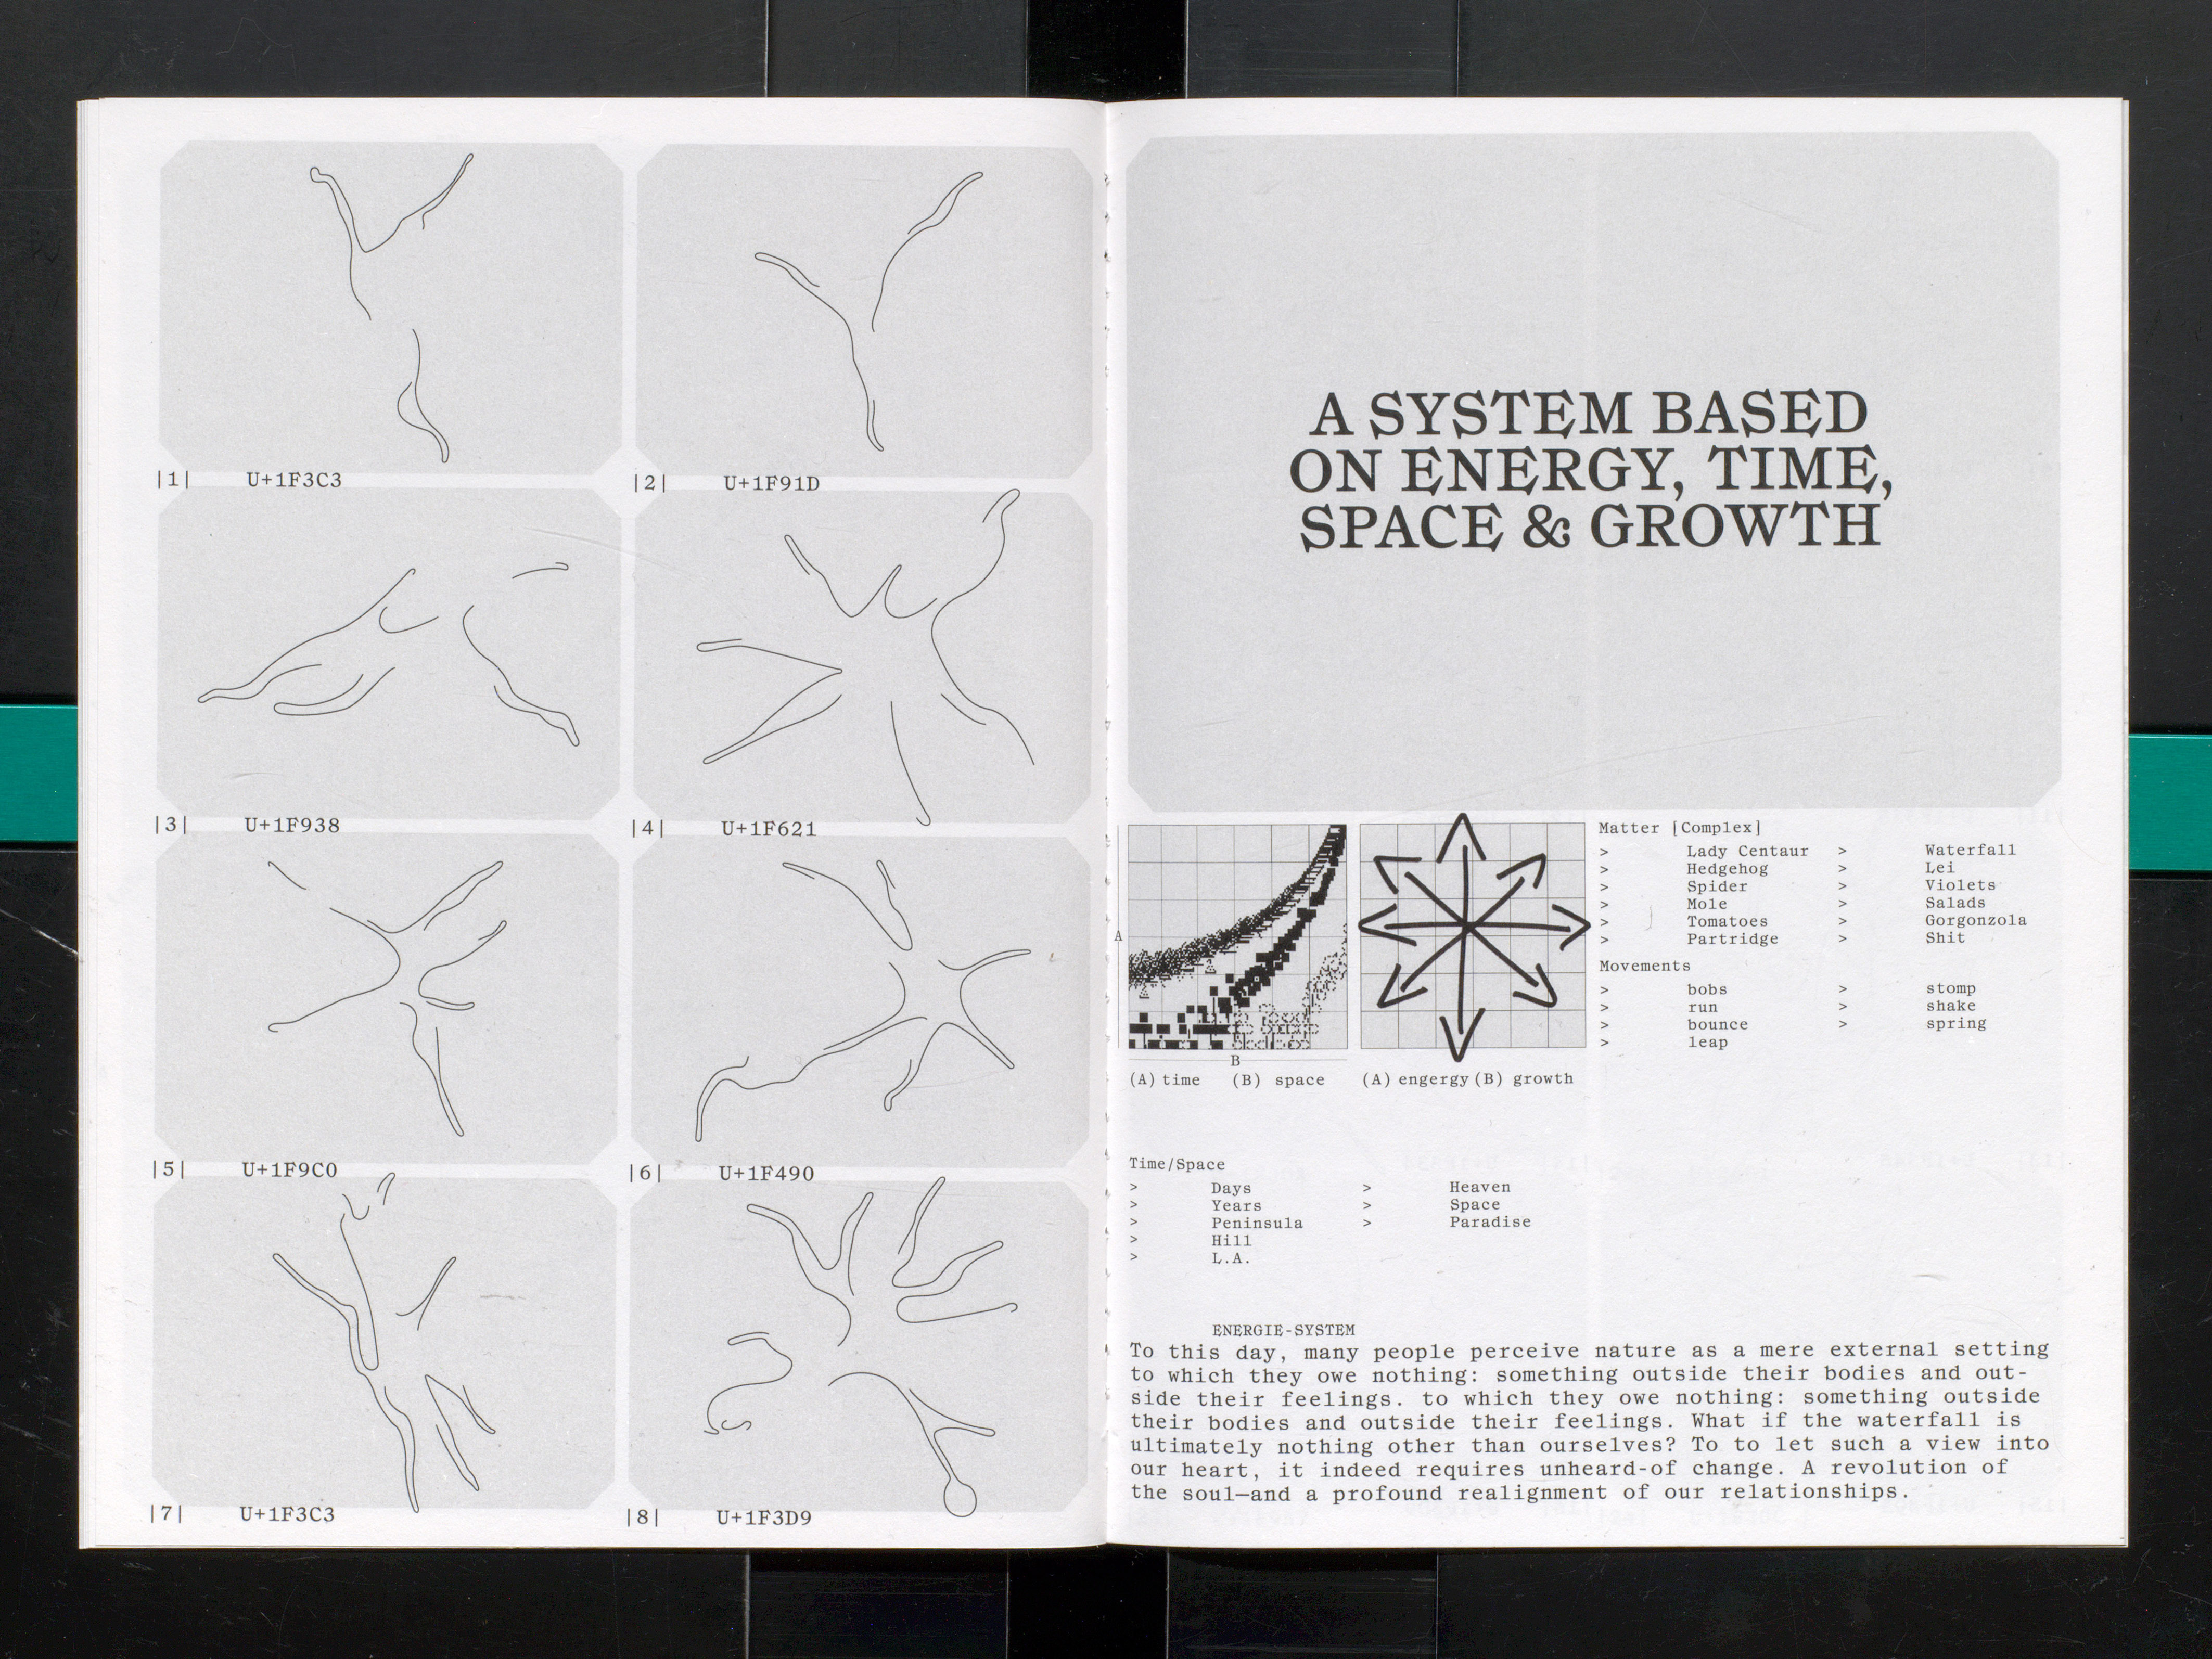 |1| U+1F3C3
|2| U+1F91D
|3| U+1F938
|4| U+1F621
|5| U+1F9C0
|6| U+1F490
|7| U+1F3C3
|8| U+1F3D9
A SYSTEM BASED
ON ENERGY, TIME,
SPACE & GROWTH
A
B
(A) time (B) space
(A) engergy (B) growth
Matter [Complex]
> Lady Centaur > Waterfall
> Hedgehog > Lei
> Spider > Violets
> Mole > Salads
> Tomatoes > Gorgonzola
> Partridge > Shit
Movements
> bobs > stomp
> run > shake
> bounce > spring
> leap
Time/Space
> Days > Heaven
> Years > Space
> Peninsula > Paradise
> Hill
> L.A.
ENERGIE-SYSTEM
To this day, many people perceive nature as a mere external setting
to which they owe nothing: something outside their bodies and out-
side their feelings. to which they owe nothing: something outside
their bodies and outside their feelings. What if the waterfall is
ultimately nothing other than ourselves? To to let such a view into
our heart, it indeed requires unheard-of change. A revolution of
the soul—and a profound realignment of our relationships.